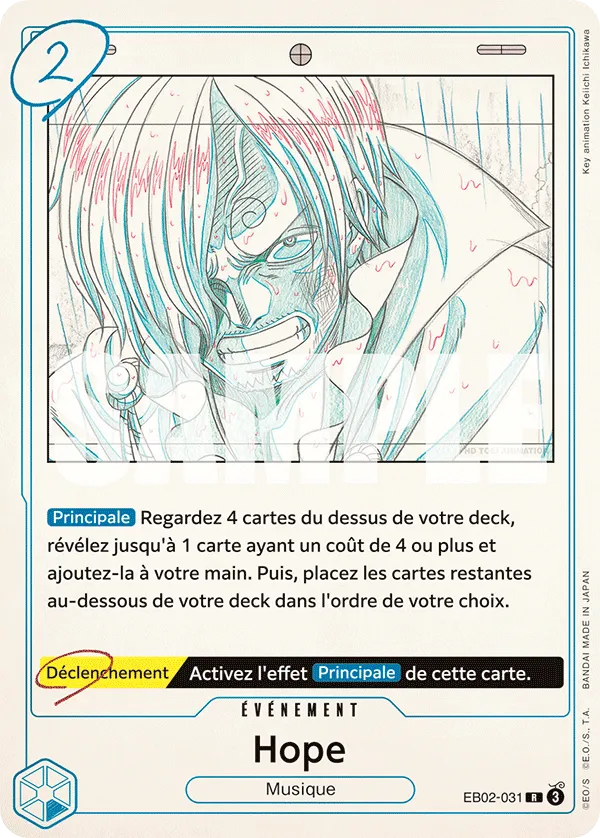 2
Key animation Keiichi Ichikawa
SAMPLE
Principale Regardez 4 cartes du dessus de votre deck,
révélez jusqu'à 1 carte ayant un coût de 4 ou plus et
ajoutez-la à votre main. Puis, placez les cartes restantes
au-dessous de votre deck dans l'ordre de votre choix.
Déclenchement Activez l'effet Principale de cette carte.
ÉVÉNEMENT
Hope
Musique
EB02-031 R 3
©EO/S ©E.O./S., T.A. BANDAI MADE IN JAPAN